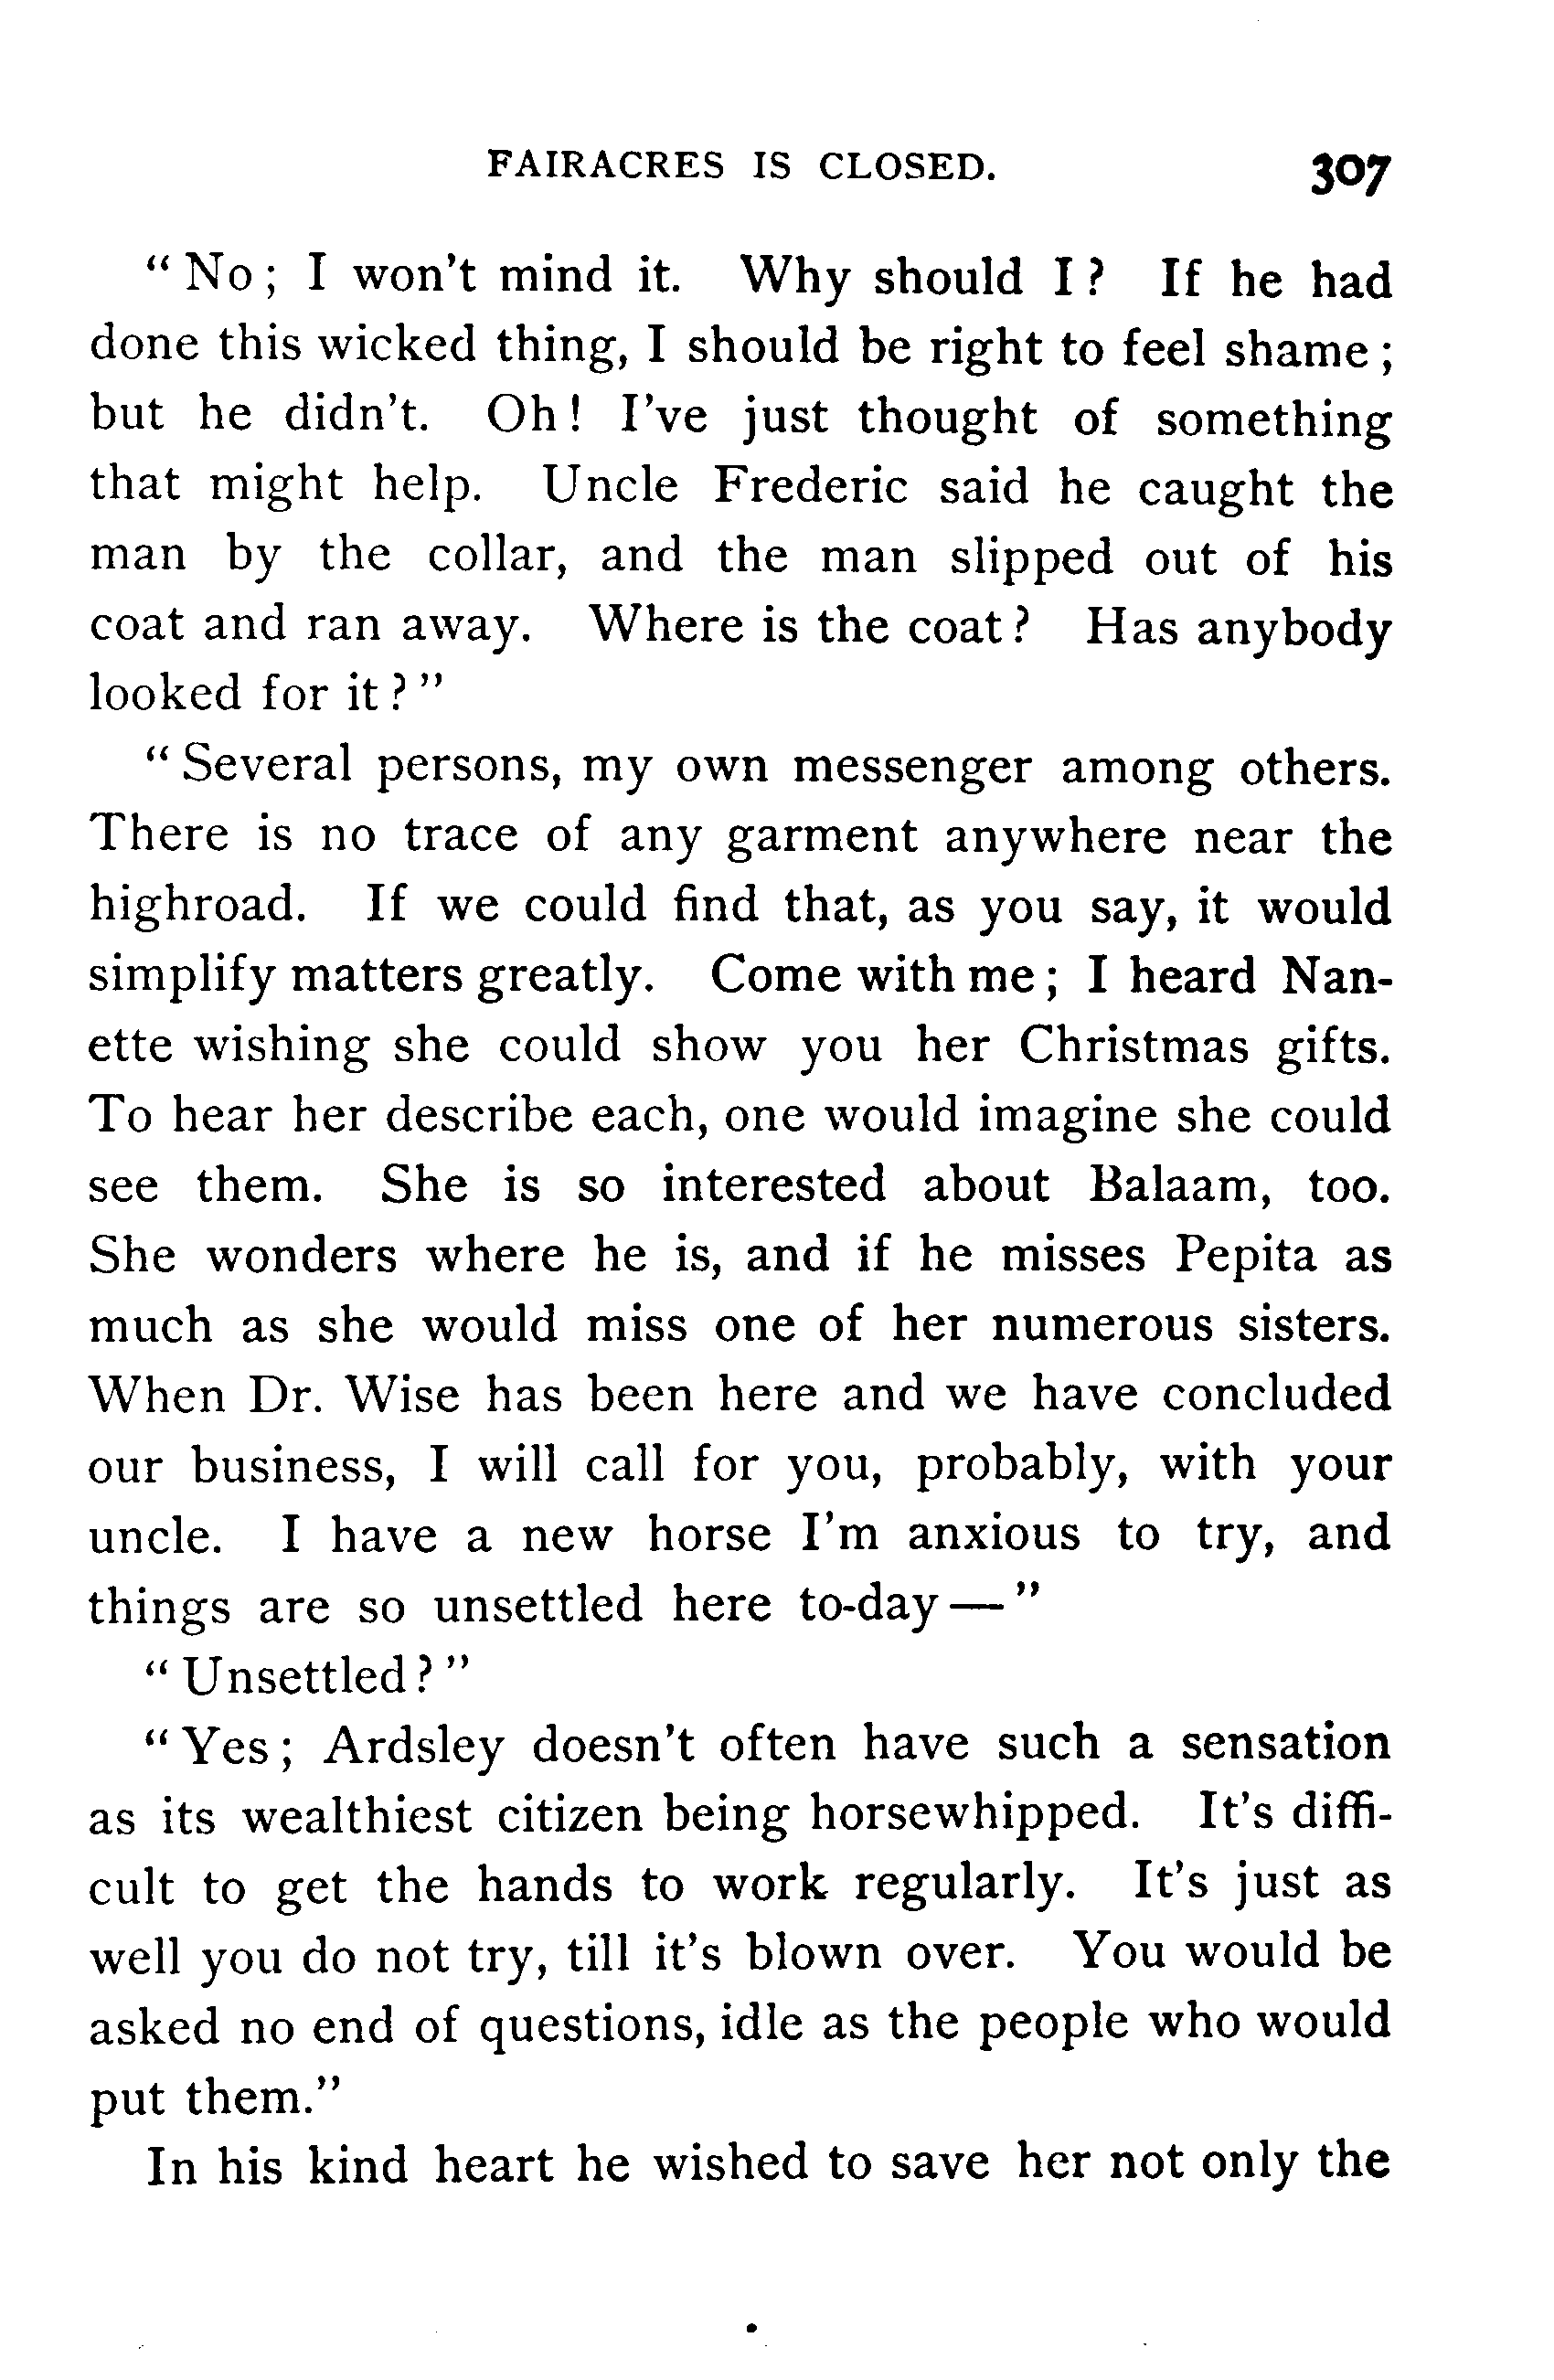 FAIRACRES IS CLOSED. 307
“No; I won’t mind it. Why should I? If he had
done this wicked thing, I should be right to feel shame;
but he didn’t. Oh! I’ve just thought of something
that might help. Uncle Frederic said he caught the
man by the collar, and the man slipped out of his
coat and ran away. Where is the coat? Has anybody
looked for it?”
“Several persons, my own messenger among others.
There is no trace of any garment anywhere near the
highroad. If we could find that, as you say, it would
simplify matters greatly. Come with me; I heard Nan-
ette wishing she could show you her Christmas gifts.
To hear her describe each, one would imagine she could
see them. She is so interested about Balaam, too.
She wonders where he is, and if he misses Pepita as
much as she would miss one of her numerous sisters.
When Dr. Wise has been here and we have concluded
our business, I will call for you, probably, with your
uncle. I have a new horse I’m anxious to try, and
things are so unsettled here to-day—”
“Unsettled?”
“Yes; Ardsley doesn’t often have such a sensation
as its wealthiest citizen being horsewhipped. It’s diffi-
cult to get the hands to work regularly. It’s just as
well you do not try, till it’s blown over. You would be
asked no end of questions, idle as the people who would
put them.”
In his kind heart he wished to save her not only the